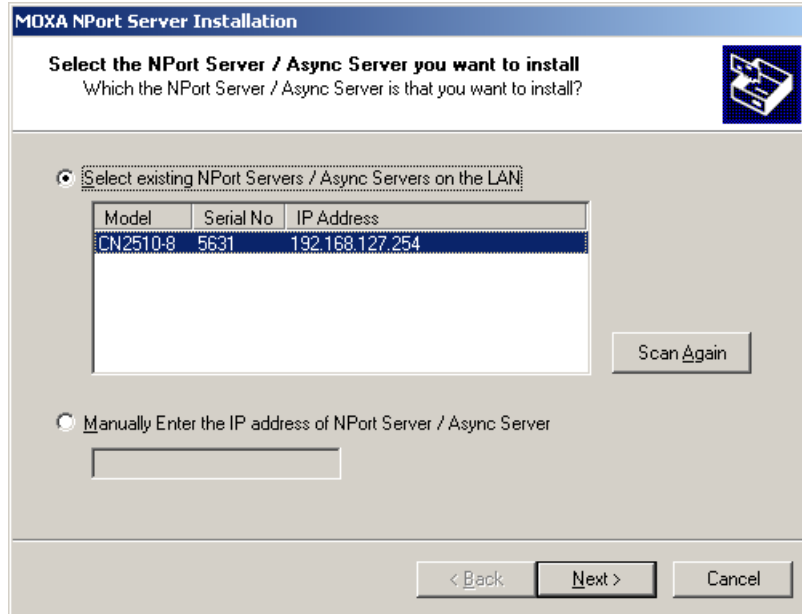 MOXA NPort Server Installation
Select the NPort Server / Async Server you want to install
Which the NPort Server / Async Server is that you want to install?
Select existing NPort Servers / Async Servers on the LAN
Model Serial No IP Address
CN2510-8 5631 192.168.127.254
Scan Again
Manually Enter the IP address of NPort Server / Async Server
< Back Next > Cancel